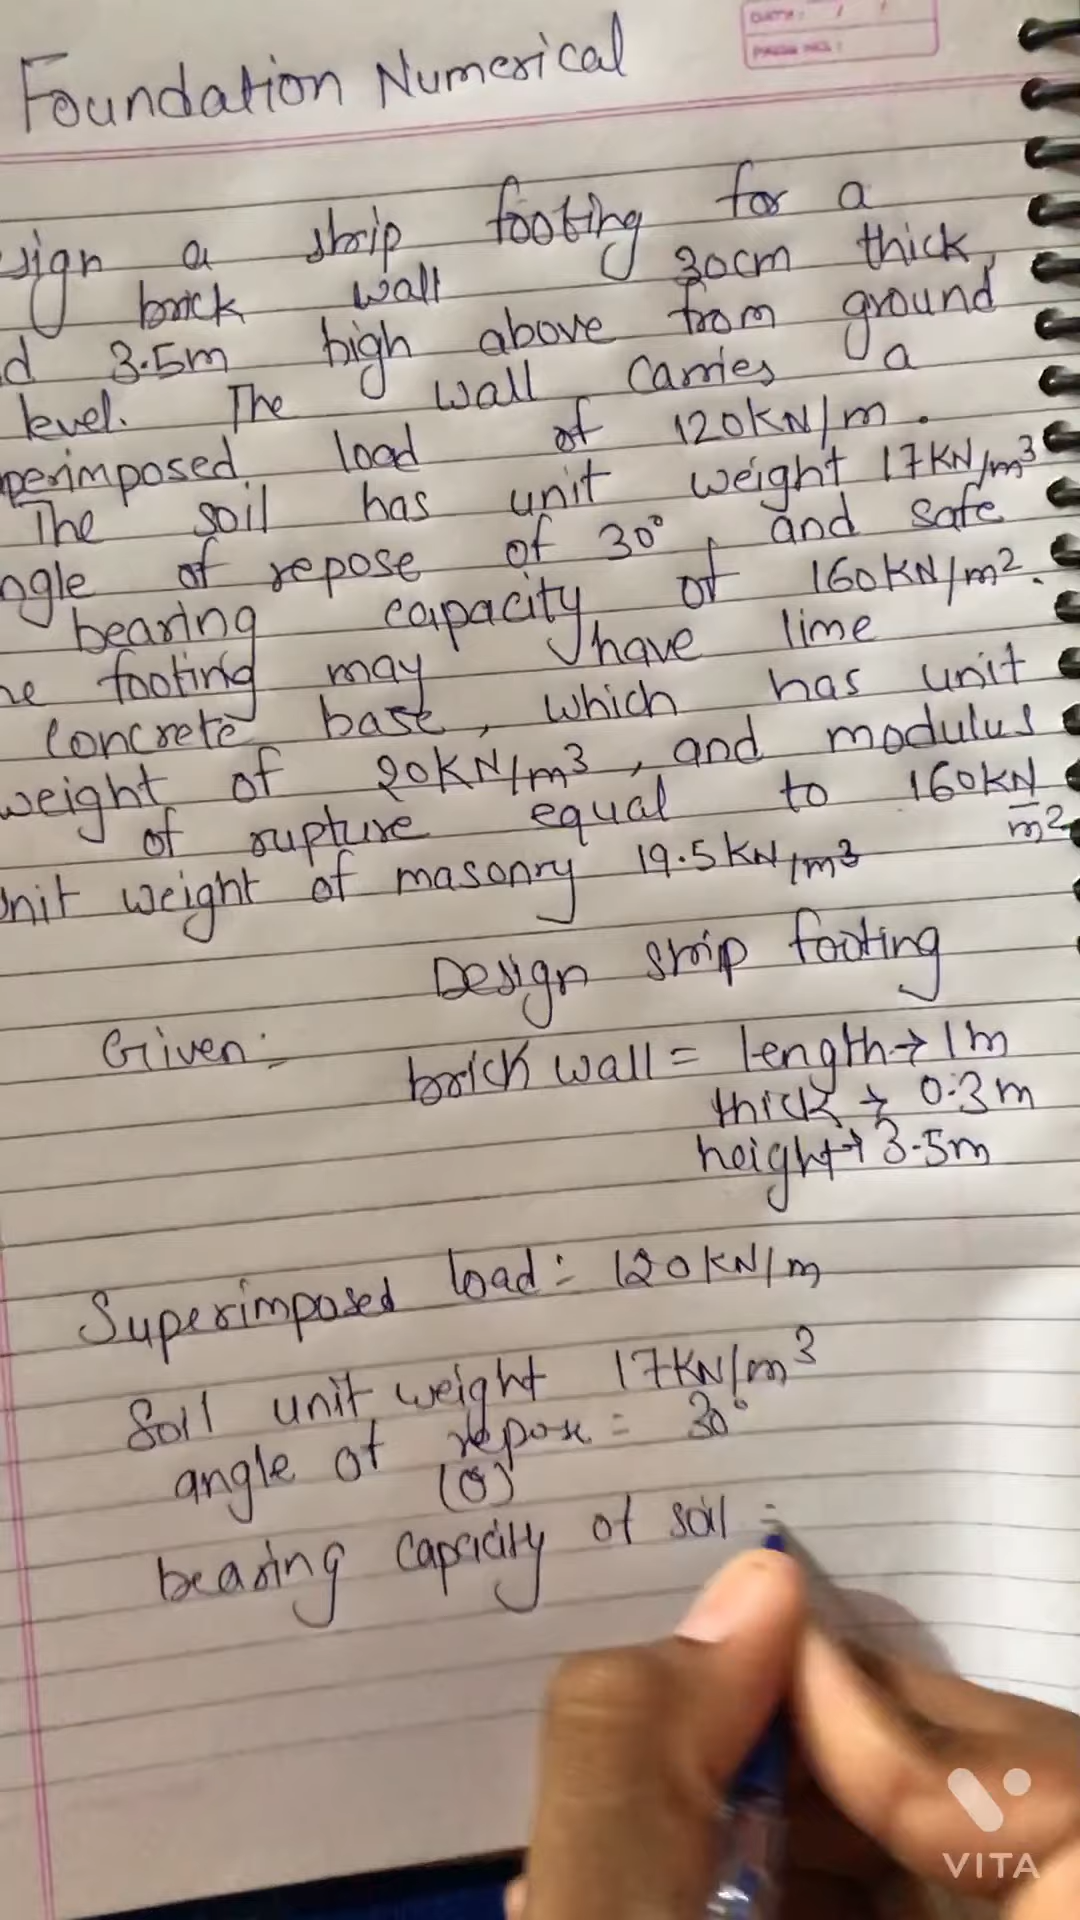 DATE: / /
PAGE NO.:
Foundation Numerical
sign a strip footing for a
brick wall 30cm thick,
d 3.5m high above from ground
level. The wall carries a
perimposed load of 120KN/m.
The soil has unit weight 17KN/m³
ngle of repose of 30°, and safe
bearing capacity of 160KN/m².
he footing may have lime
concrete base, which has unit
weight of 20KN/m³, and modulus
of rupture equal to 160KN/m²
Unit weight of masonry 19.5KN/m³
Design strip footing
Given:- brick wall = length→1m
thick → 0.3m
height→3.5m
Superimposed load:- 120KN/m
Soil unit weight 17KN/m³
angle of repose = 30°
(θ)
bearing capacity of soil =
VITA